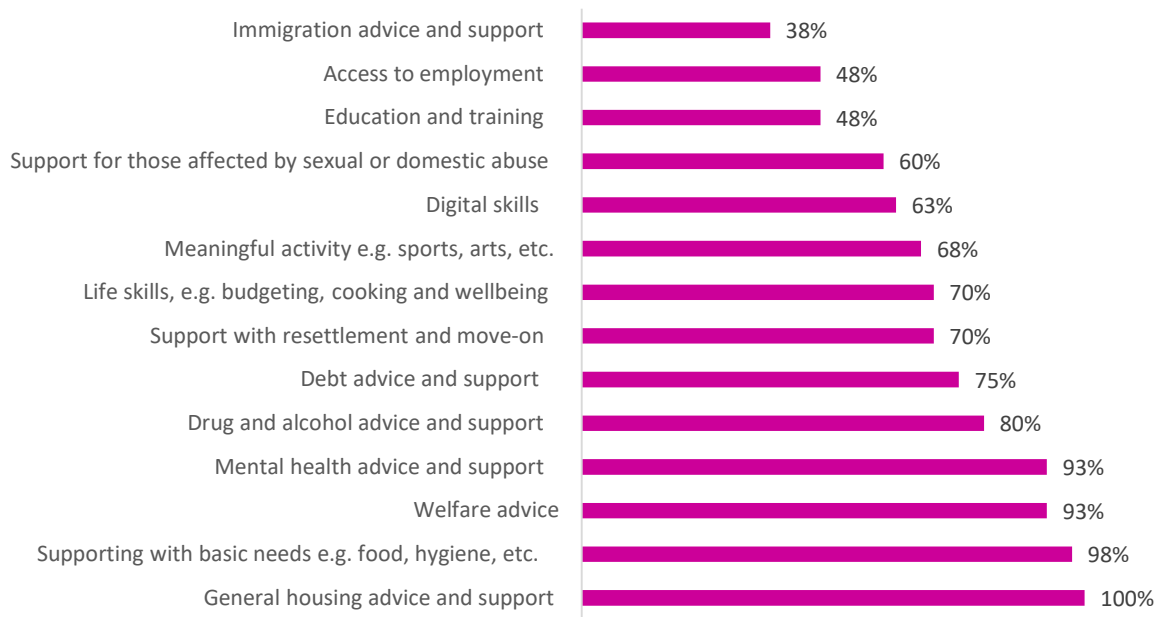 Immigration advice and support 38%
Access to employment 48%
Education and training 48%
Support for those affected by sexual or domestic abuse 60%
Digital skills 63%
Meaningful activity e.g. sports, arts, etc. 68%
Life skills, e.g. budgeting, cooking and wellbeing 70%
Support with resettlement and move-on 70%
Debt advice and support 75%
Drug and alcohol advice and support 80%
Mental health advice and support 93%
Welfare advice 93%
Supporting with basic needs e.g. food, hygiene, etc. 98%
General housing advice and support 100%